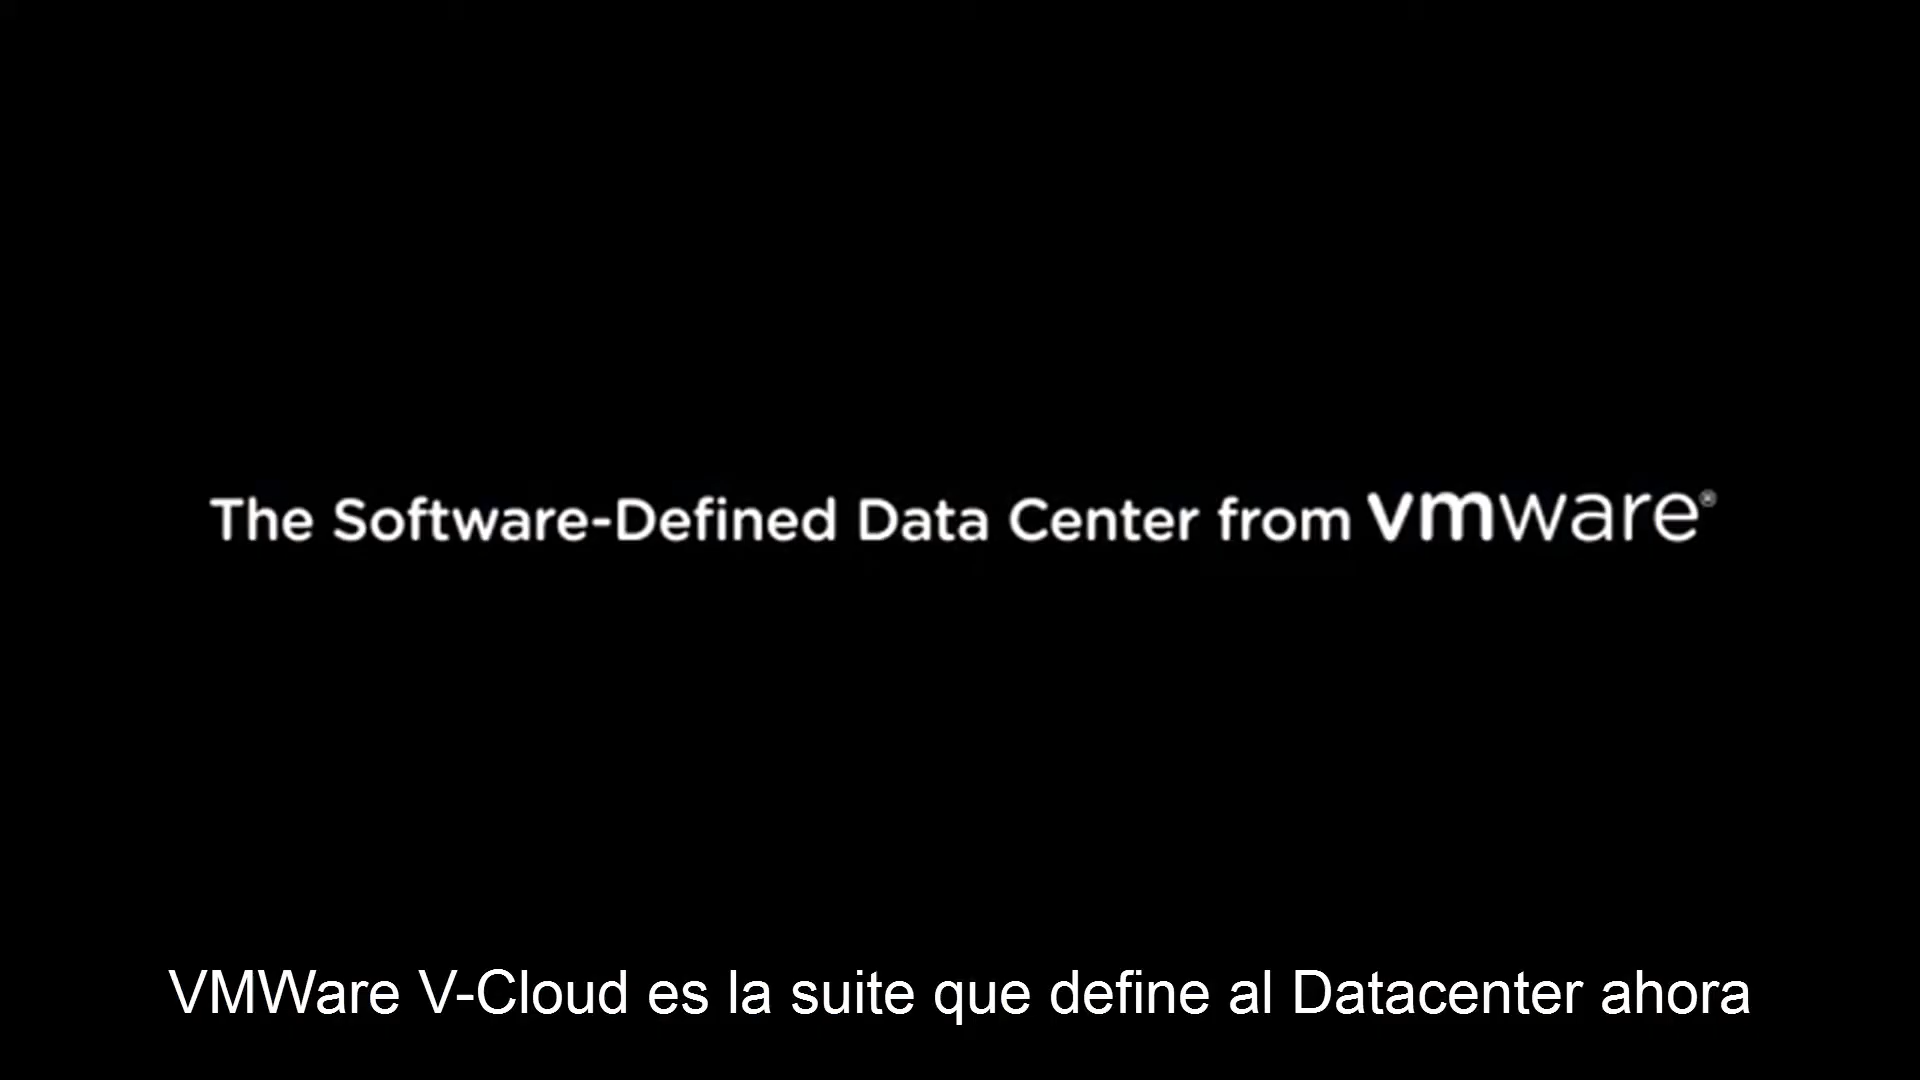 The Software-Defined Data Center from vmware®
VMWare V-Cloud es la suite que define al Datacenter ahora